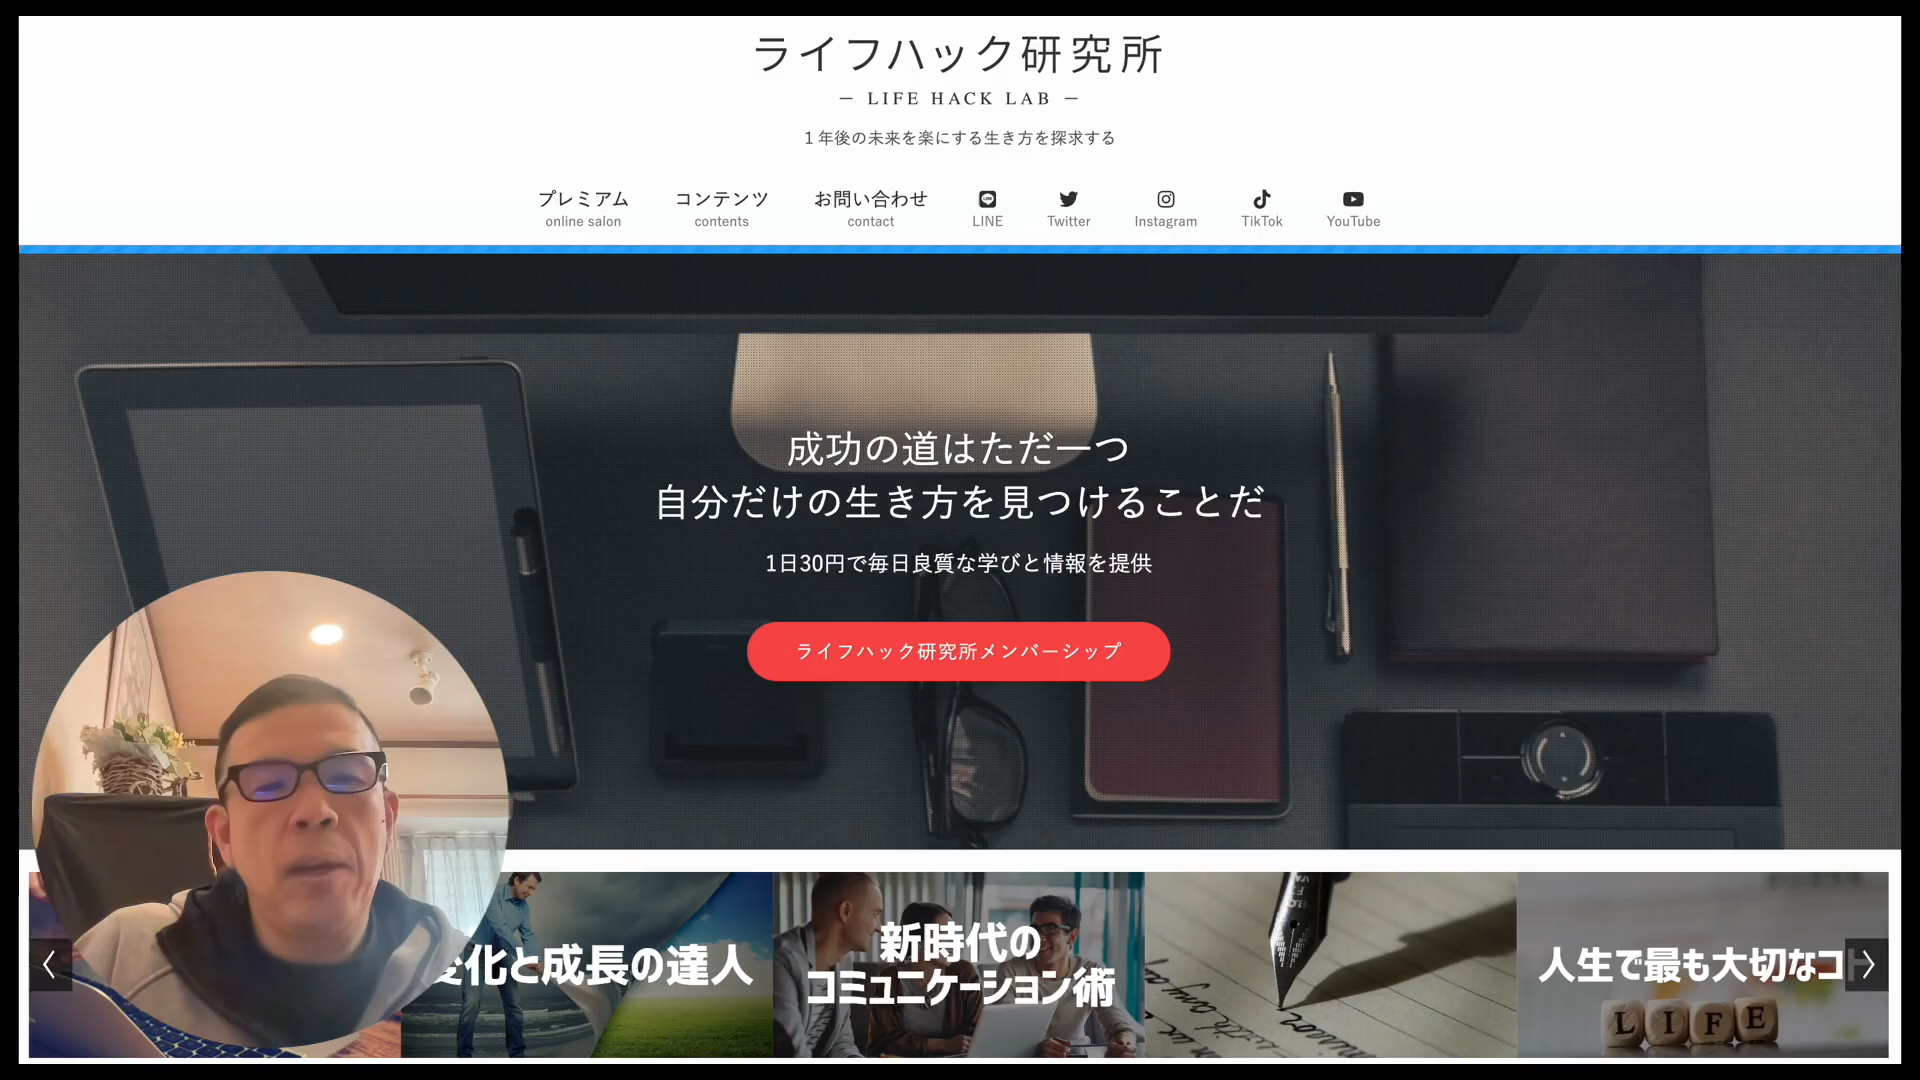 ライフハック研究所
― LIFE HACK LAB ―
1年後の未来を楽にする生き方を探求する
プレミアム
online salon
コンテンツ
contents
お問い合わせ
contact
LINE
Twitter
Instagram
TikTok
YouTube
成功の道はただ一つ
自分だけの生き方を見つけることだ
1日30円で毎日良質な学びと情報を提供
ライフハック研究所メンバーシップ
変化と成長の達人
新時代の
コミュニケーション術
人生で最も大切なコ
LIFE